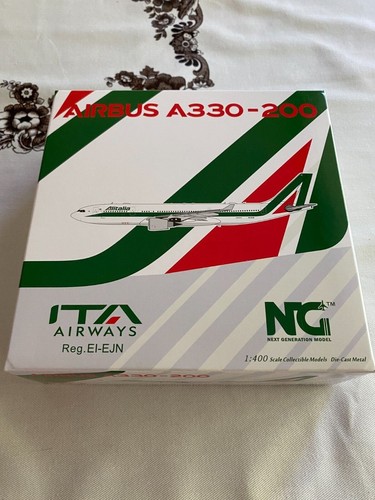 AIRBUS A330-200
Alitalia
ITA
AIRWAYS
Reg.EI-EJN
NG™
NEXT GENERATION MODEL
1:400 Scale Collectible Models Die-Cast Metal
A330-200